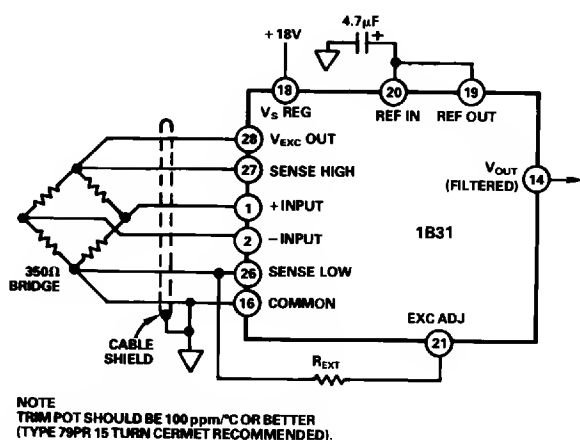 4.7μF
+
+18V
18
20
19
VS REG
REF IN
REF OUT
28
VEXC OUT
27
SENSE HIGH
VOUT
(FILTERED)
14
1
+INPUT
1B31
2
–INPUT
350Ω
BRIDGE
26
SENSE LOW
16
COMMON
EXC ADJ
21
CABLE
SHIELD
REXT
NOTE
TRIM POT SHOULD BE 100 ppm/°C OR BETTER
(TYPE 79PR 15 TURN CERMET RECOMMENDED).